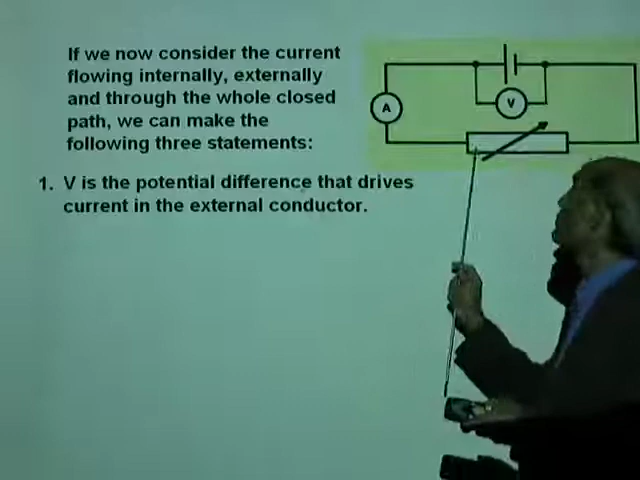 If we now consider the current
flowing internally, externally
and through the whole closed
path, we can make the
following three statements:
1. V is the potential difference that drives
current in the external conductor.
A
V